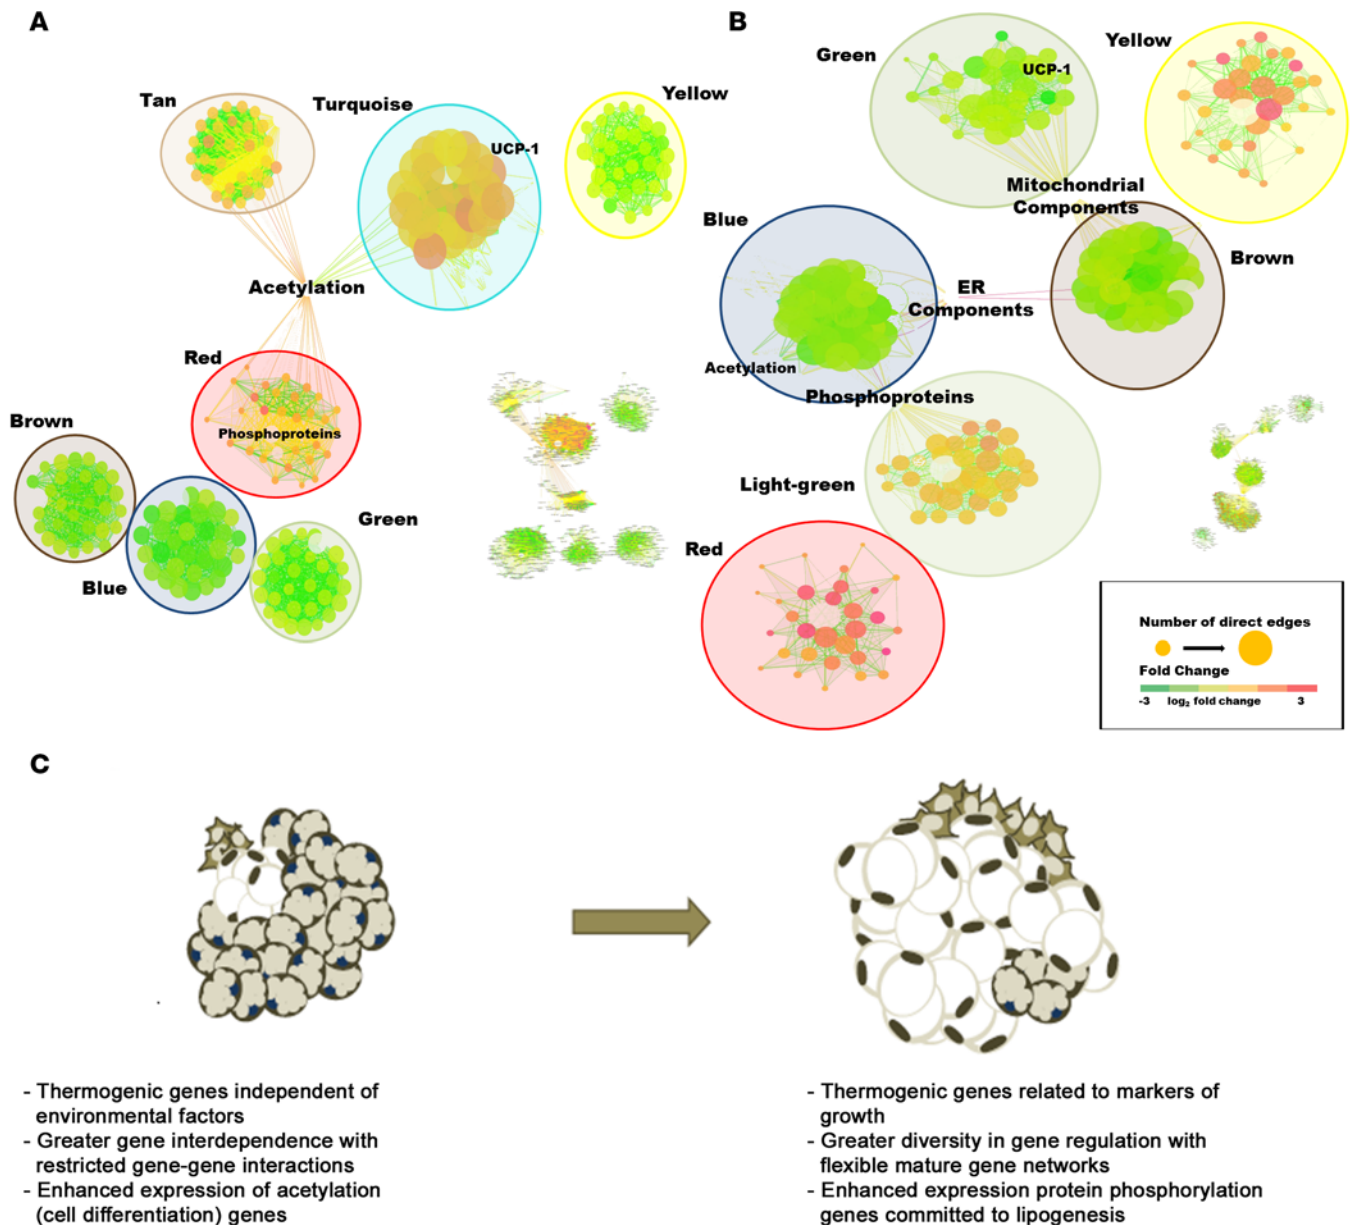 A
Tan
Turquoise
UCP-1
Yellow
Acetylation
Red
Phosphoproteins
Brown
Blue
Green
B
Green
UCP-1
Yellow
Mitochondrial
Components
Blue
Brown
ER
Components
Acetylation
Phosphoproteins
Light-green
Red
Number of direct edges
Fold Change
-3 log₂ fold change 3
C
- Thermogenic genes independent of
environmental factors
- Greater gene interdependence with
restricted gene-gene interactions
- Enhanced expression of acetylation
(cell differentiation) genes
- Thermogenic genes related to markers of
growth
- Greater diversity in gene regulation with
flexible mature gene networks
- Enhanced expression protein phosphorylation
genes committed to lipogenesis